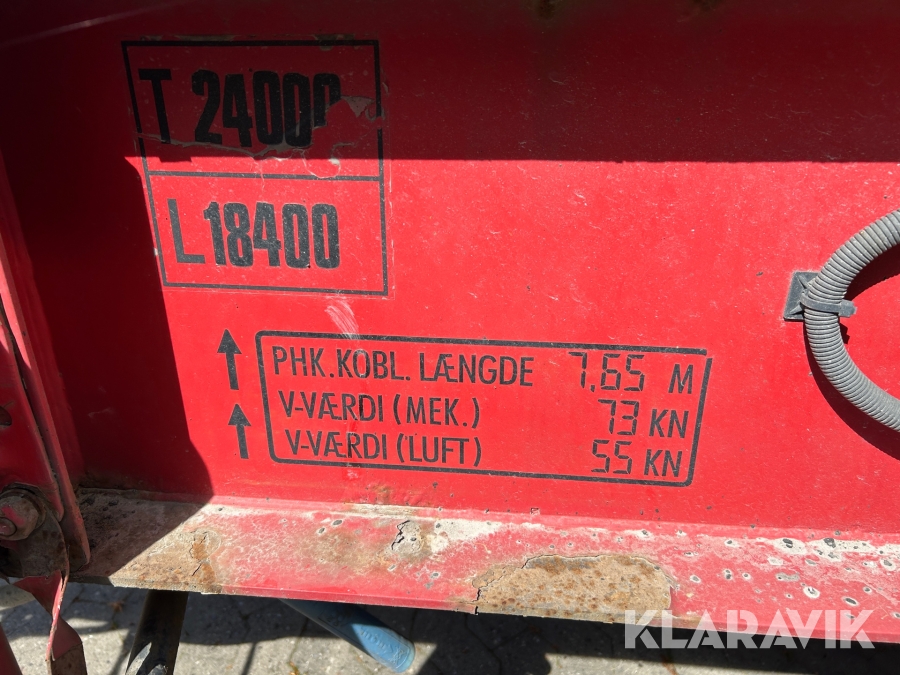 T 24000
L 18400
PHK.KOBL. LÆNGDE 7,65 M
V-VÆRDI (MEK.) 73 KN
V-VÆRDI (LUFT) 55 KN
KLARAVIK